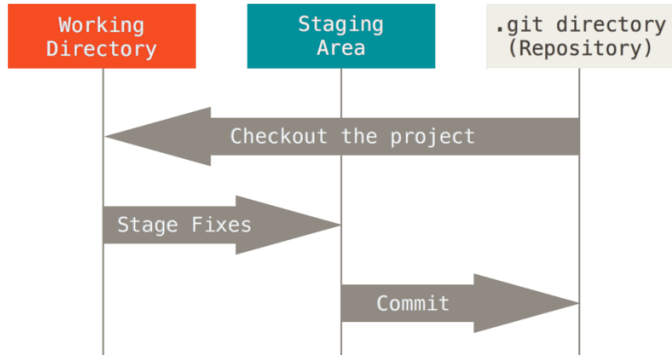 Working
Directory
Staging
Area
.git directory
(Repository)
Checkout the project
Stage Fixes
Commit